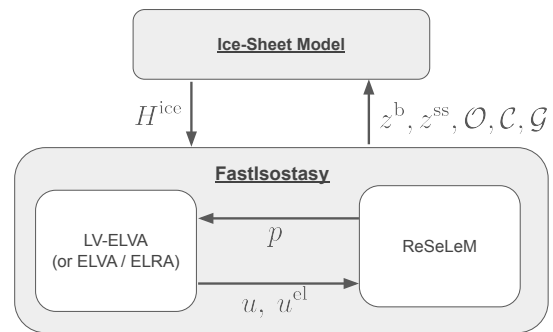 Ice-Sheet Model
H^ice
z^b, z^ss, 𝒪, 𝒞, 𝒢
FastIsostasy
LV-ELVA
(or ELVA / ELRA)
p
ReSeLeM
u, u^el